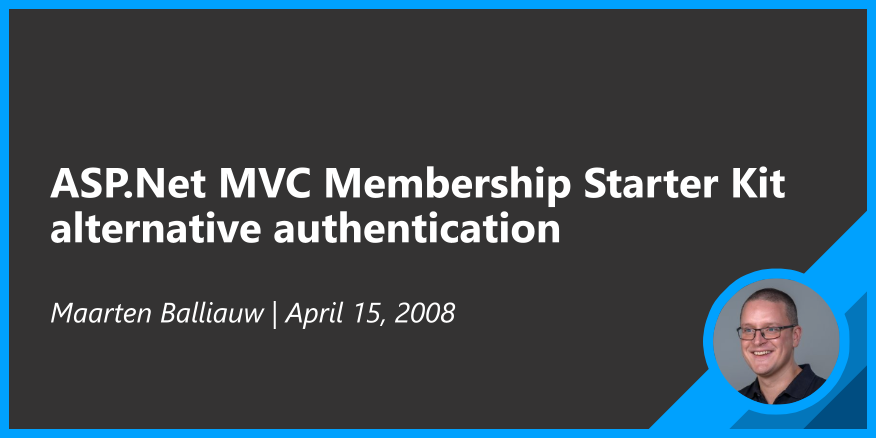 ASP.Net MVC Membership Starter Kit
alternative authentication
Maarten Balliauw | April 15, 2008